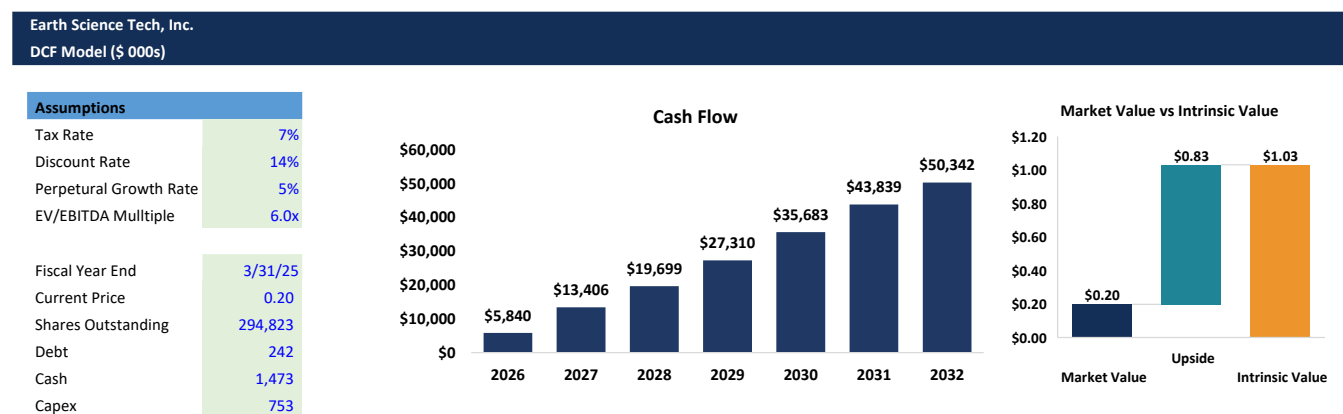 Earth Science Tech, Inc.
DCF Model ($ 000s)
Assumptions
Tax Rate 7%
Discount Rate 14%
Perpetural Growth Rate 5%
EV/EBITDA Mulltiple 6.0x
Fiscal Year End 3/31/25
Current Price 0.20
Shares Outstanding 294,823
Debt 242
Cash 1,473
Capex 753
Cash Flow
$60,000
$50,000
$40,000
$30,000
$20,000
$10,000
$0
$5,840
$13,406
$19,699
$27,310
$35,683
$43,839
$50,342
2026 2027 2028 2029 2030 2031 2032
Market Value vs Intrinsic Value
$1.20
$1.00
$0.80
$0.60
$0.40
$0.20
$0.00
$0.20
$0.83
$1.03
Market Value
Upside
Intrinsic Value